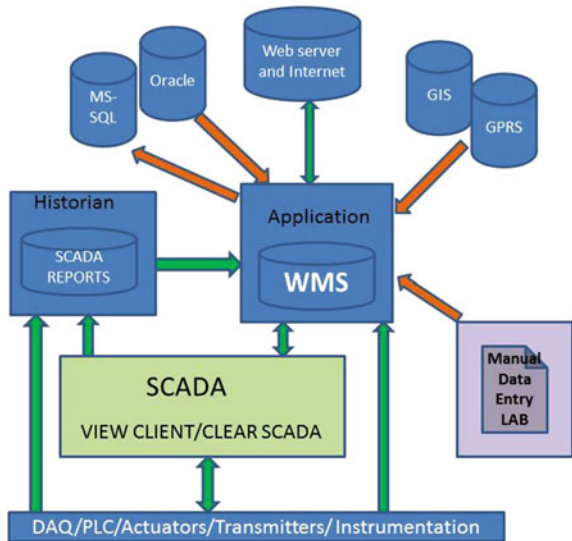 Web server
and Internet
Oracle
MS-
SQL
GIS
GPRS
Historian
SCADA
REPORTS
Application
WMS
Manual
Data
Entry
LAB
SCADA
VIEW CLIENT/CLEAR SCADA
DAQ/PLC/Actuators/Transmitters/ Instrumentation